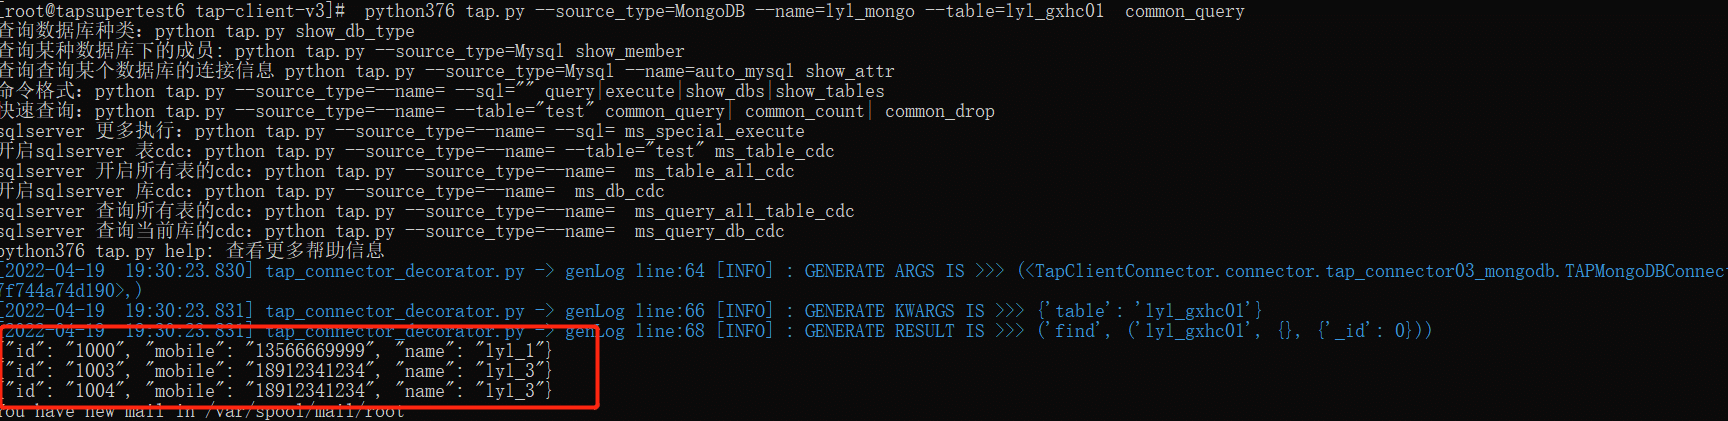 [root@tapsupertest6 tap-client-v3]#  python376 tap.py --source_type=MongoDB --name=lyl_mongo --table=lyl_gxhc01  common_query
查询数据库种类: python tap.py show_db_type
查询某种数据库下的成员: python tap.py --source_type=Mysql show_member
查询查询某个数据库的连接信息 python tap.py --source_type=Mysql --name=auto_mysql show_attr
命令格式: python tap.py --source_type=--name= --sql="" query|execute|show_dbs|show_tables
快速查询: python tap.py --source_type=--name= --table="test" common_query| common_count| common_drop
sqlserver 更多执行: python tap.py --source_type=--name= --sql= ms_special_execute
开启sqlserver 表cdc: python tap.py --source_type=--name= --table="test" ms_table_cdc
sqlserver 开启所有表的cdc: python tap.py --source_type=--name=  ms_table_all_cdc
开启sqlserver 库cdc: python tap.py --source_type=--name=  ms_db_cdc
sqlserver 查询所有表的cdc: python tap.py --source_type=--name=  ms_query_all_table_cdc
sqlserver 查询当前库的cdc: python tap.py --source_type=--name=  ms_query_db_cdc
python376 tap.py help: 查看更多帮助信息
[2022-04-19  19:30:23.830] tap_connector_decorator.py -> genLog line:64 [INFO] : GENERATE ARGS IS >>> (<TapClientConnector.connector.tap_connector03_mongodb.TAPMongoDBConnec
7f744a74d190>,)
[2022-04-19  19:30:23.831] tap_connector_decorator.py -> genLog line:66 [INFO] : GENERATE KWARGS IS >>> {'table': 'lyl_gxhc01'}
[2022-04-19  19:30:23.831] tap_connector_decorator.py -> genLog line:68 [INFO] : GENERATE RESULT IS >>> ('find', ('lyl_gxhc01', {}, {'_id': 0}))
{"id": "1000", "mobile": "13566669999", "name": "lyl_1"}
{"id": "1003", "mobile": "18912341234", "name": "lyl_3"}
{"id": "1004", "mobile": "18912341234", "name": "lyl_3"}
You have new mail in /var/spool/mail/root